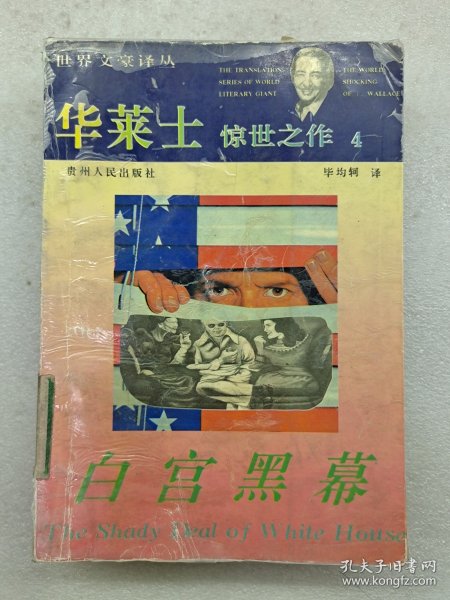 世界文豪译丛
THE TRANSLATION
SERIES OF WORLD
LITERARY GIANT
THE WORLD
SHOCKING
OF WALLACE
华莱士 惊世之作 4
贵州人民出版社
毕均轲 译
白宫黑幕
The Shady Deal of White House
孔夫子旧书网
www.kongfz.com